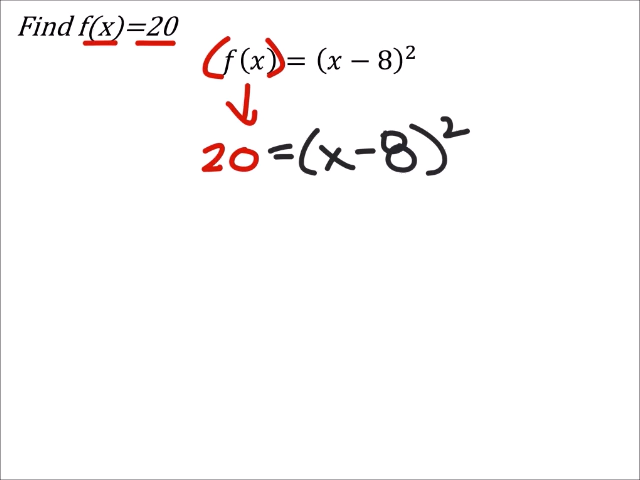 Find f(x)=20
(f(x)) = (x − 8)²
20 = (x - 8)²